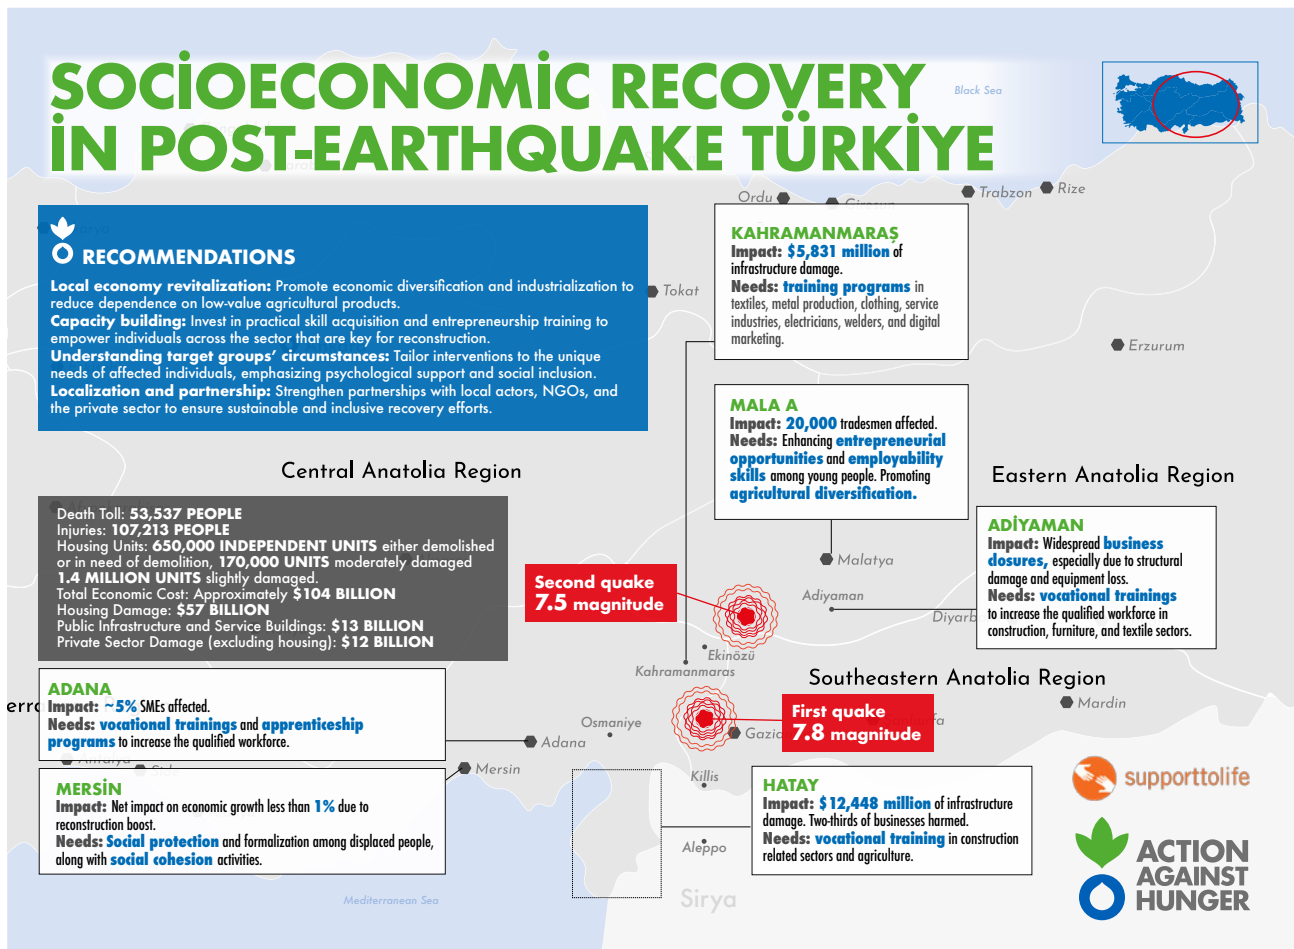 SOCİOECONOMİC RECOVERY
İN POST-EARTHQUAKE TÜRKİYE
Black Sea
Ordu
Trabzon
Rize
RECOMMENDATIONS
Local economy revitalization: Promote economic diversification and industrialization to
reduce dependence on low-value agricultural products.
Capacity building: Invest in practical skill acquisition and entrepreneurship training to
empower individuals across the sector that are key for reconstruction.
Understanding target groups’ circumstances: Tailor interventions to the unique
needs of affected individuals, emphasizing psychological support and social inclusion.
Localization and partnership: Strengthen partnerships with local actors, NGOs, and
the private sector to ensure sustainable and inclusive recovery efforts.
Tokat
KAHRAMANMARAŞ
Impact: $5,831 million of
infrastructure damage.
Needs: training programs in
textiles, metal production, clothing, service
industries, electricians, welders, and digital
marketing.
Erzurum
MALA A
Impact: 20,000 tradesmen affected.
Needs: Enhancing entrepreneurial
opportunities and employability
skills among young people. Promoting
agricultural diversification.
Central Anatolia Region
Eastern Anatolia Region
Death Toll: 53,537 PEOPLE
Injuries: 107,213 PEOPLE
Housing Units: 650,000 INDEPENDENT UNITS either demolished
or in need of demolition, 170,000 UNITS moderately damaged
1.4 MILLION UNITS slightly damaged.
Total Economic Cost: Approximately $104 BILLION
Housing Damage: $57 BILLION
Public Infrastructure and Service Buildings: $13 BILLION
Private Sector Damage (excluding housing): $12 BILLION
ADİYAMAN
Impact: Widespread business
closures, especially due to structural
damage and equipment loss.
Needs: vocational trainings
to increase the qualified workforce in
construction, furniture, and textile sectors.
Malatya
Second quake
7.5 magnitude
Adiyaman
Diyarb
Ekinözü
Kahramanmaras
Southeastern Anatolia Region
ADANA
Impact: ~5% SMEs affected.
Needs: vocational trainings and apprenticeship
programs to increase the qualified workforce.
First quake
7.8 magnitude
Mardin
Osmaniye
Gazia
Adana
Mersin
Killis
MERSİN
Impact: Net impact on economic growth less than 1% due to
reconstruction boost.
Needs: Social protection and formalization among displaced people,
along with social cohesion activities.
HATAY
Impact: $12,448 million of infrastructure
damage. Two-thirds of businesses harmed.
Needs: vocational training in construction
related sectors and agriculture.
Aleppo
Sirya
Mediterranean Sea
supporttolife
ACTION
AGAINST
HUNGER